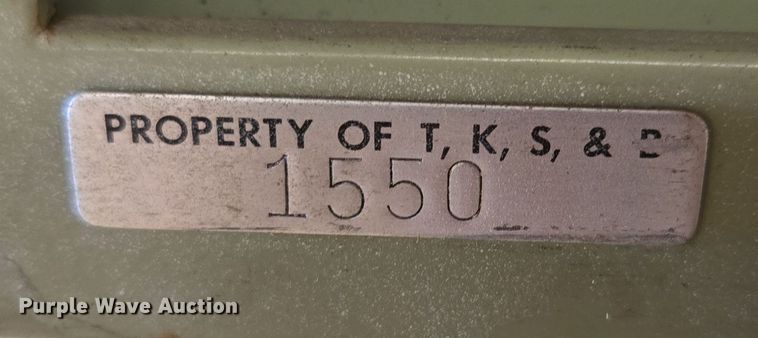 PROPERTY OF T, K, S, &
1550
Purple Wave Auction